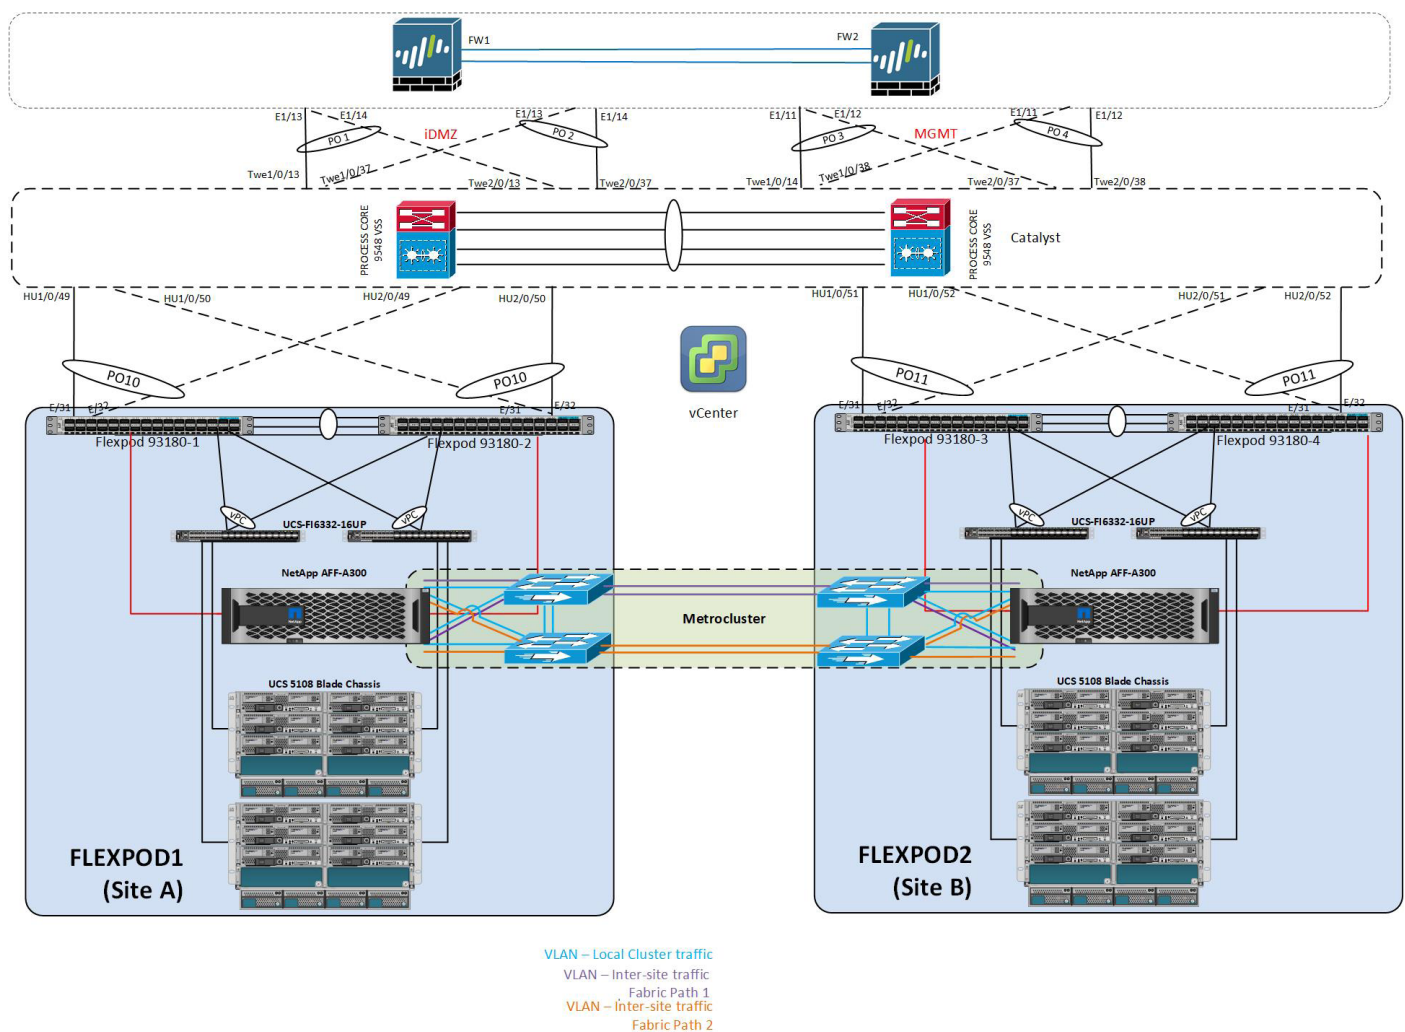 FW1
FW2
E1/13
E1/14
E1/13
E1/14
E1/11
E1/12
E1/11
E1/12
PO 1
iDMZ
PO 2
PO 3
MGMT
PO 4
Twe1/0/13
Twe1/0/37
Twe2/0/13
Twe2/0/37
Twe1/0/14
Twe1/0/38
Twe2/0/37
Twe2/0/38
PROCESS CORE
9548 VSS
PROCESS CORE
9548 VSS
Catalyst
HU1/0/49
HU1/0/50
HU2/0/49
HU2/0/50
HU1/0/51
HU1/0/52
HU2/0/51
HU2/0/52
PO10
PO10
vCenter
PO11
PO11
E/31
E/32
E/31
E/32
E/31
E/32
E/31
E/32
Flexpod 93180-1
Flexpod 93180-2
Flexpod 93180-3
Flexpod 93180-4
vPC
vPC
vPC
vPC
UCS-FI6332-16UP
UCS-FI6332-16UP
NetApp AFF-A300
NetApp AFF-A300
NetApp
NetApp
Metrocluster
UCS 5108 Blade Chassis
UCS 5108 Blade Chassis
FLEXPOD1
(Site A)
FLEXPOD2
(Site B)
VLAN – Local Cluster traffic
VLAN – Inter-site traffic
Fabric Path 1
VLAN – Inter-site traffic
Fabric Path 2